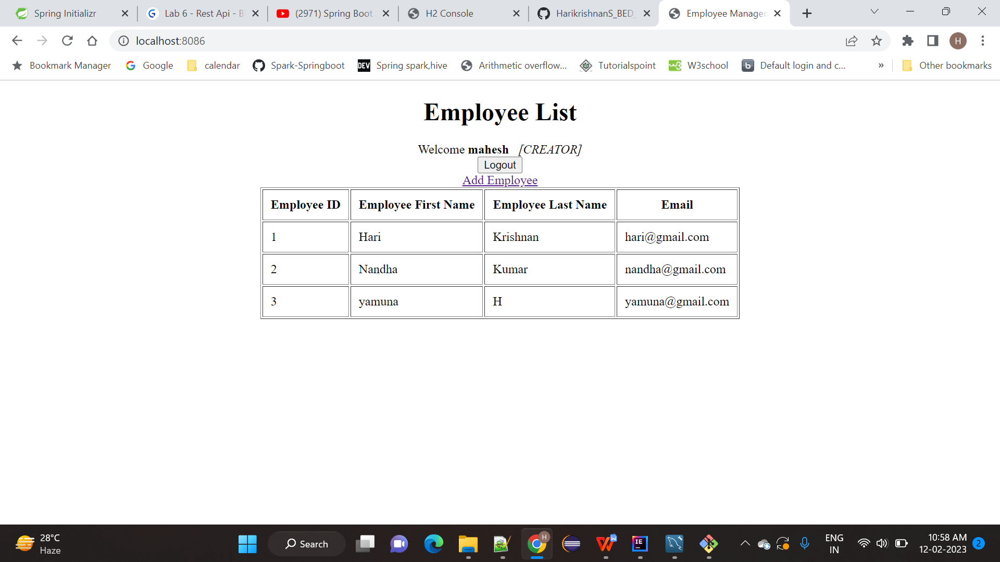 Spring Initializr
Lab 6 - Rest Api - B
(2971) Spring Boot
H2 Console
HarikrishnanS_BED_
Employee Manager
localhost:8086
H
Bookmark Manager
Google
calendar
Spark-Springboot
DEV Spring spark,hive
Arithmetic overflow...
Tutorialspoint
W3school
b Default login and c...
»
Other bookmarks
Employee List
Welcome mahesh [CREATOR]
Logout
Add Employee
Employee ID Employee First Name Employee Last Name Email
1 Hari Krishnan hari@gmail.com
2 Nandha Kumar nandha@gmail.com
3 yamuna H yamuna@gmail.com
28°C
Haze
Search
H
W
IE
ENG
IN
10:58 AM
12-02-2023
2